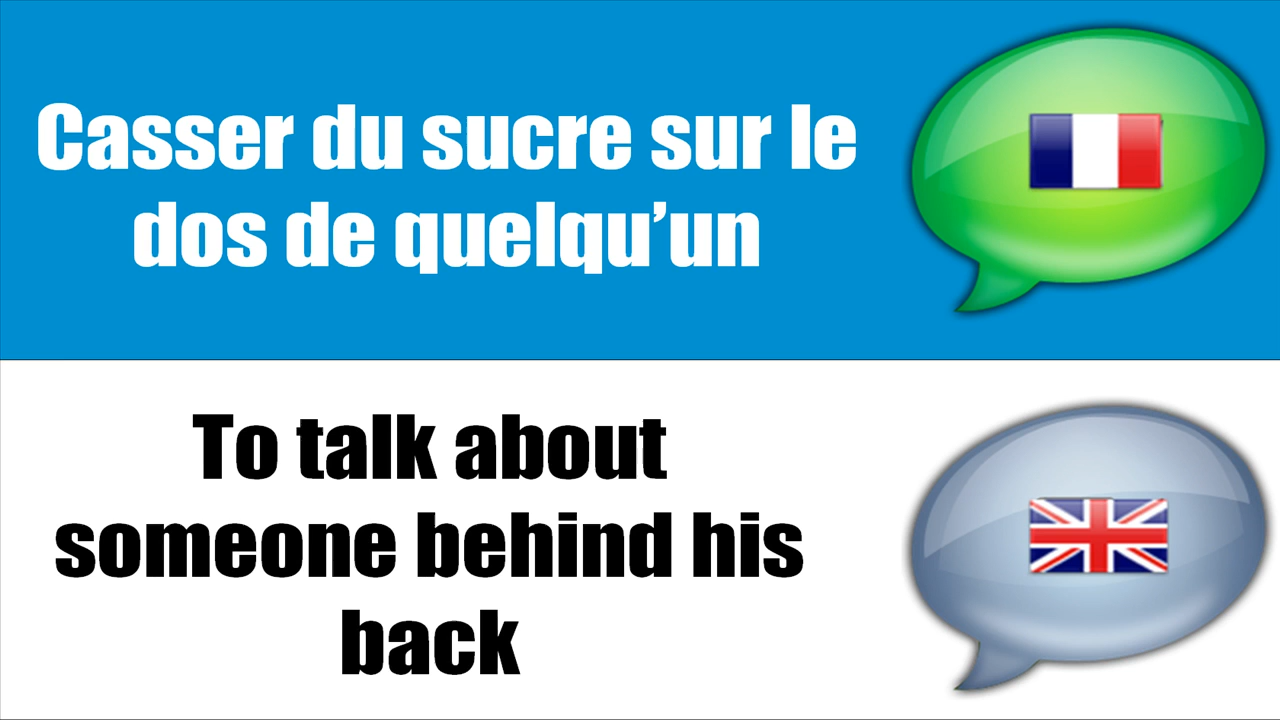 Casser du sucre sur le
dos de quelqu’un
To talk about
someone behind his
back